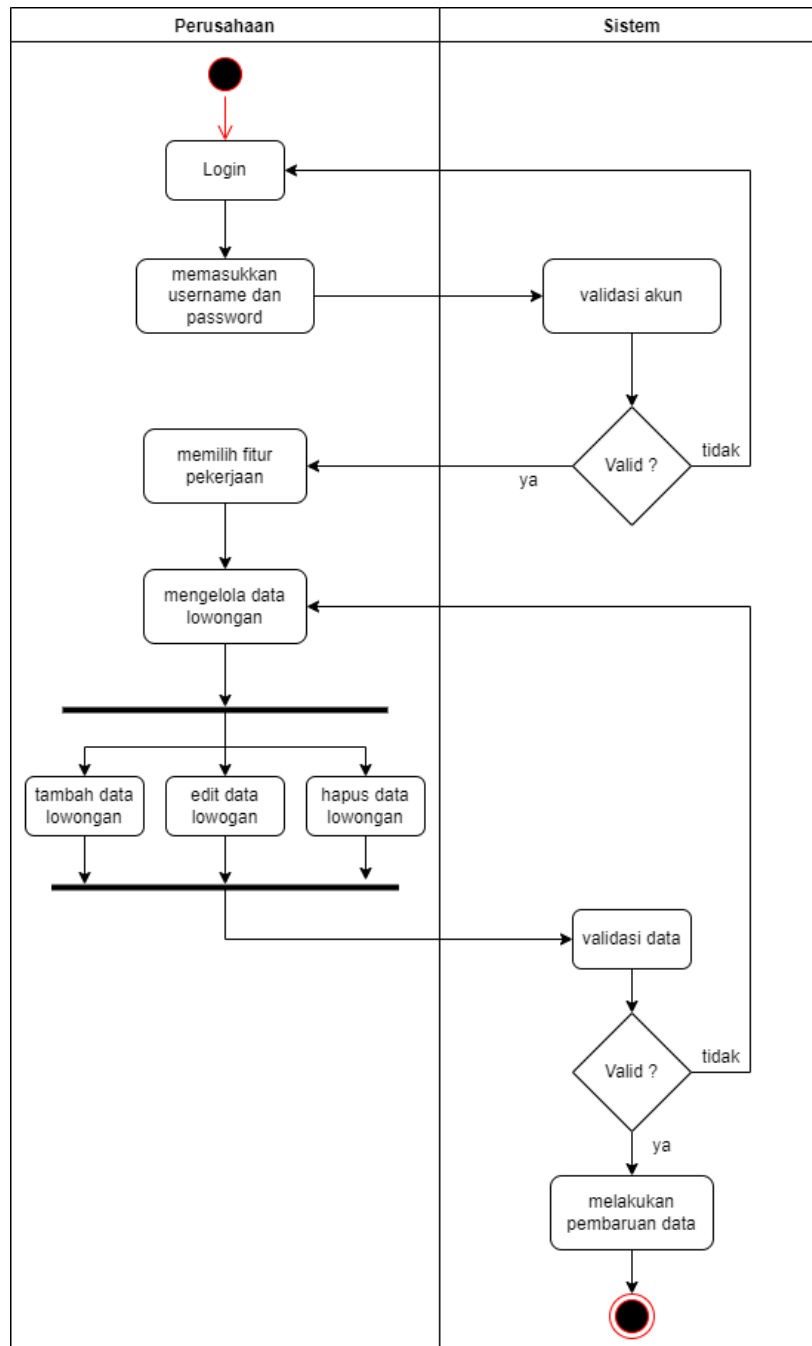 Perusahaan
Sistem
Login
memasukkan
username dan
password
validasi akun
memilih fitur
pekerjaan
ya
Valid ?
tidak
mengelola data
lowongan
tambah data
lowongan
edit data
lowogan
hapus data
lowongan
validasi data
Valid ?
tidak
ya
melakukan
pembaruan data